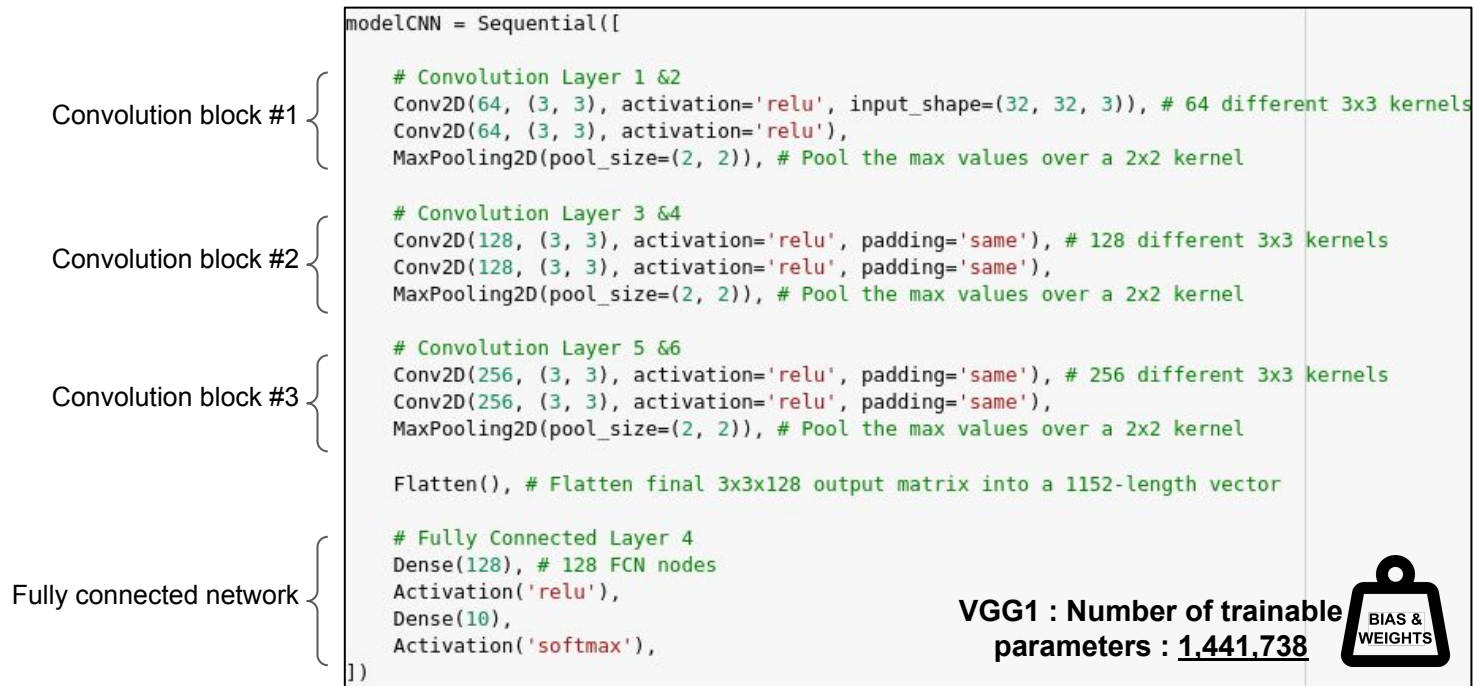 modelCNN = Sequential([
Convolution block #1
# Convolution Layer 1 &2
Conv2D(64, (3, 3), activation='relu', input_shape=(32, 32, 3)), # 64 different 3x3 kernels
Conv2D(64, (3, 3), activation='relu'),
MaxPooling2D(pool_size=(2, 2)), # Pool the max values over a 2x2 kernel
Convolution block #2
# Convolution Layer 3 &4
Conv2D(128, (3, 3), activation='relu', padding='same'), # 128 different 3x3 kernels
Conv2D(128, (3, 3), activation='relu', padding='same'),
MaxPooling2D(pool_size=(2, 2)), # Pool the max values over a 2x2 kernel
Convolution block #3
# Convolution Layer 5 &6
Conv2D(256, (3, 3), activation='relu', padding='same'), # 256 different 3x3 kernels
Conv2D(256, (3, 3), activation='relu', padding='same'),
MaxPooling2D(pool_size=(2, 2)), # Pool the max values over a 2x2 kernel
Flatten(), # Flatten final 3x3x128 output matrix into a 1152-length vector
Fully connected network
# Fully Connected Layer 4
Dense(128), # 128 FCN nodes
Activation('relu'),
Dense(10),
Activation('softmax'),
])
VGG1 : Number of trainable
parameters : 1,441,738
BIAS &
WEIGHTS